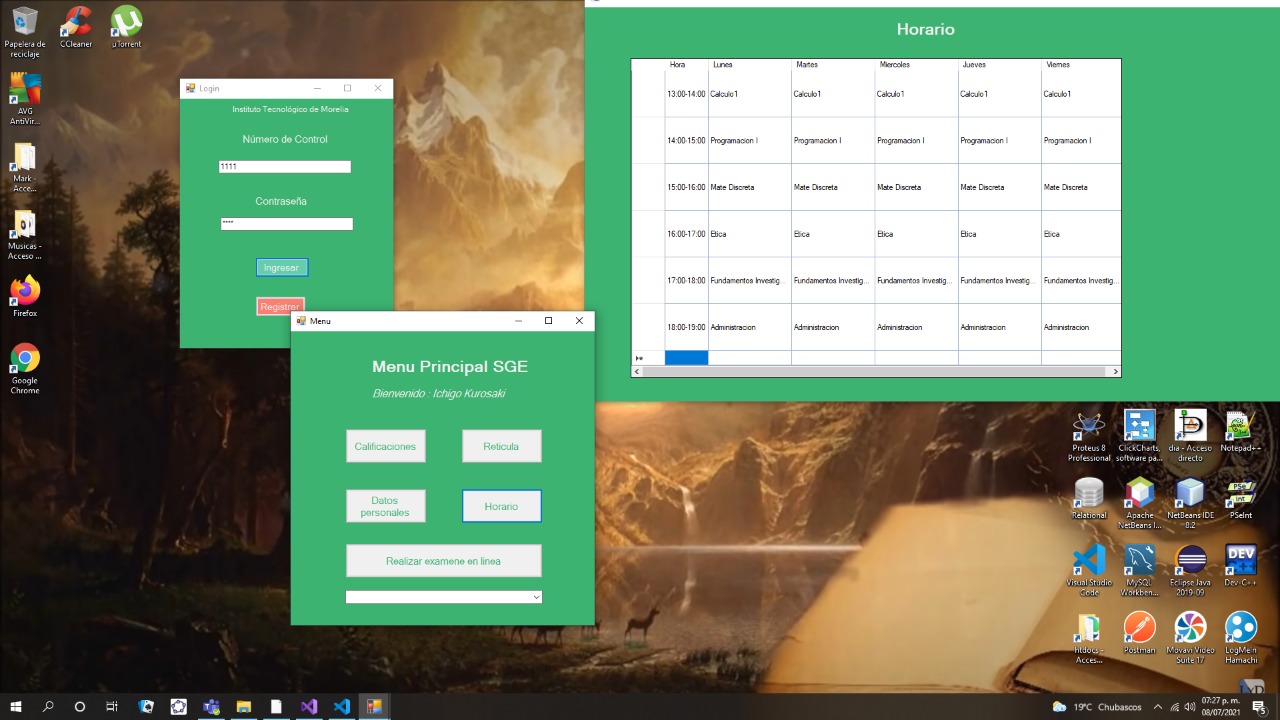 Papelera de
reciclaje
CCleaner
µTorrent
AVG
AntiVir...
Mark -
Acce...
Musicas -
Acceso ...
Firefox
Google
Chrome
Login
Instituto Tecnológico de Morelia
Número de Control
1111
Contraseña
****
Ingresar
Registrar
Menu
Menu Principal SGE
Bienvenido : Ichigo Kurosaki
Calificaciones
Reticula
Datos
personales
Horario
Realizar examene en linea
Horario
Hora Lunes Martes Miercoles Jueves Viernes
13:00-14:00 Calculo1 Calculo1 Calculo1 Calculo1 Calculo1
14:00-15:00 Programacion I Programacion I Programacion I Programacion I Programacion I
15:00-16:00 Mate Discreta Mate Discreta Mate Discreta Mate Discreta Mate Discreta
16:00-17:00 Etica Etica Etica Etica Etica
17:00-18:00 Fundamentos Investig... Fundamentos Investig... Fundamentos Investig... Fundamentos Investig... Fundamentos Investig...
18:00-19:00 Administracion Administracion Administracion Administracion Administracion
Proteus 8
Professional
ClickCharts,
software pa...
dia - Acceso
directo
Notepad++
Relational
Apache
NetBeans I...
NetBeans IDE
8.2
PSeInt
Visual Studio
Code
MySQL
Workben...
Eclipse Java
2019-09
DEV
Dev-C++
htdocs -
Acces...
Postman
Movavi Video
Suite 17
LogMeIn
Hamachi
19°C Chubascos
07:27 p. m.
08/07/2021
5